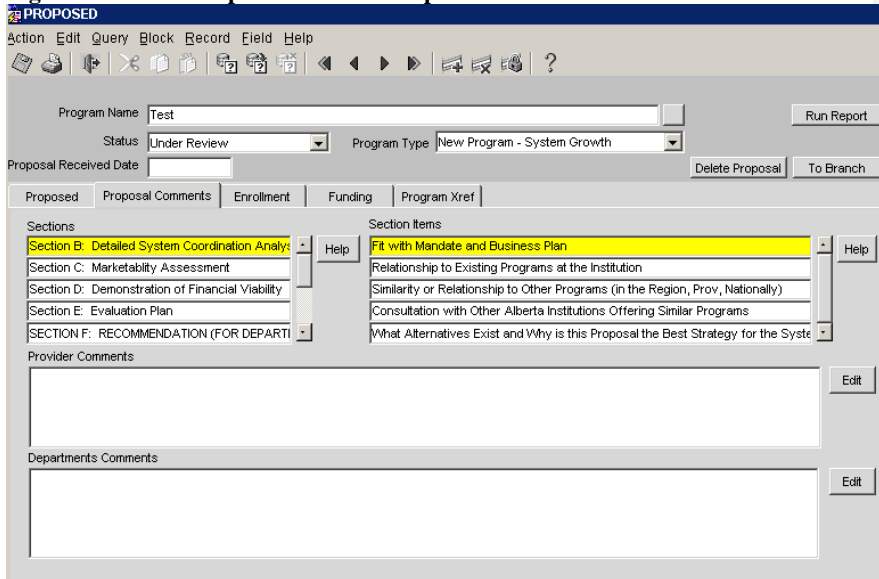 PROPOSED
Action Edit Query Block Record Field Help
?
Program Name Test Run Report
Status Under Review Program Type New Program - System Growth
Proposal Received Date Delete Proposal To Branch
Proposed Proposal Comments Enrollment Funding Program Xref
Sections Section Items
Section B: Detailed System Coordination Analys Help Fit with Mandate and Business Plan Help
Section C: Marketablity Assessment Relationship to Existing Programs at the Institution
Section D: Demonstration of Financial Viability Similarity or Relationship to Other Programs (in the Region, Prov, Nationally)
Section E: Evaluation Plan Consultation with Other Alberta Institutions Offering Similar Programs
SECTION F: RECOMMENDATION (FOR DEPARTI What Alternatives Exist and Why is this Proposal the Best Strategy for the Syste
Provider Comments
Edit
Departments Comments
Edit